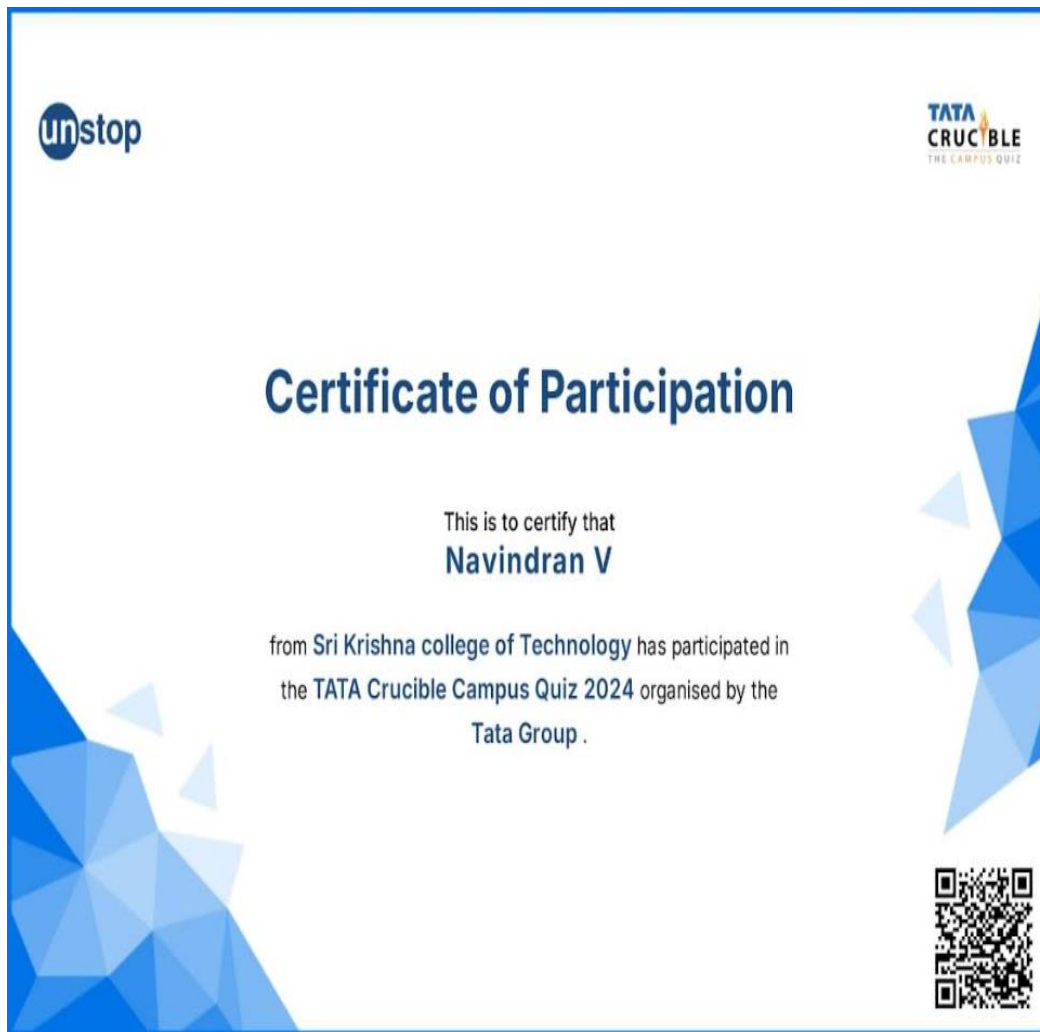 unstop
TATA
CRUCIBLE
THE CAMPUS QUIZ
Certificate of Participation
This is to certify that
Navindran V
from Sri Krishna college of Technology has participated in
the TATA Crucible Campus Quiz 2024 organised by the
Tata Group .